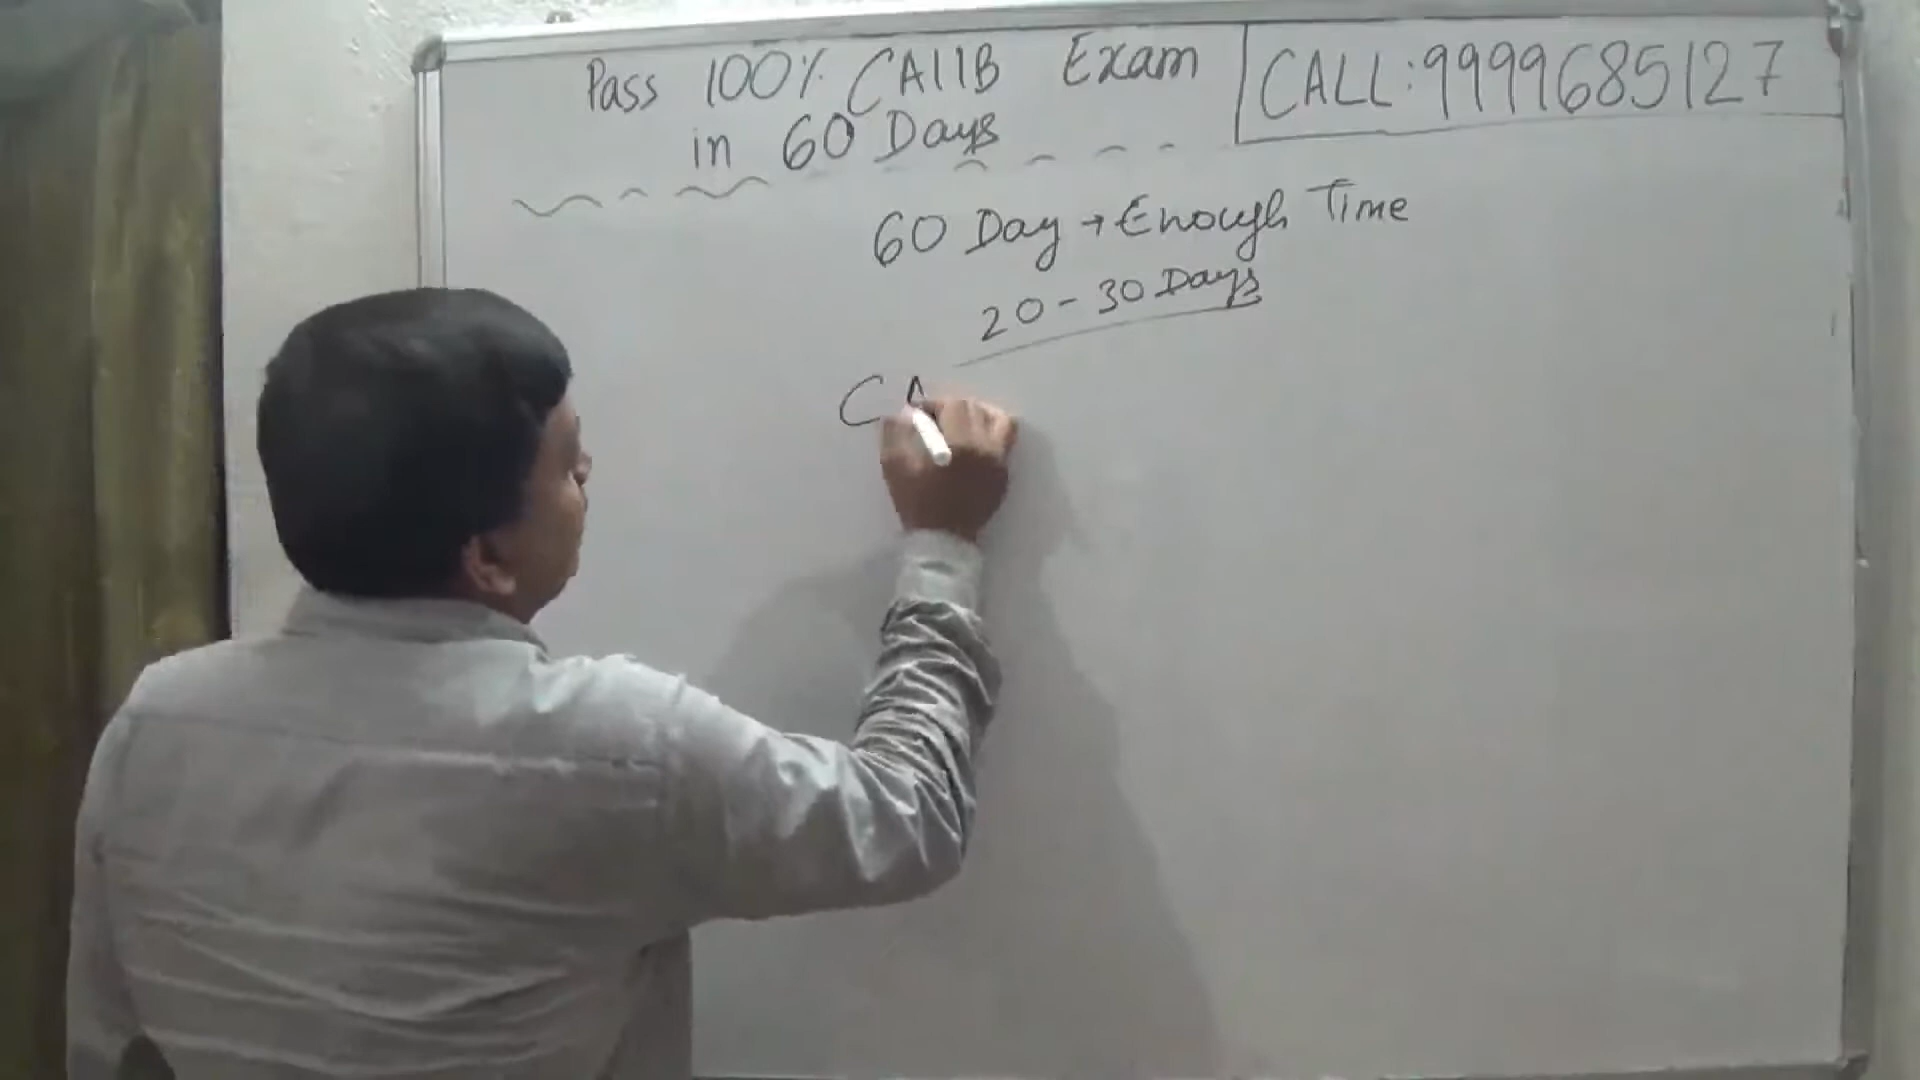 Pass 100% CAIIB Exam
in 60 Days
CALL:9999685127
60 Day → Enough Time
20-30 Days
CA